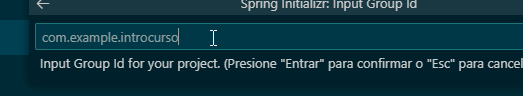 Spring Initializr: Input Group Id
com.example.introcurso
Input Group Id for your project. (Presione "Entrar" para confirmar o "Esc" para cancel